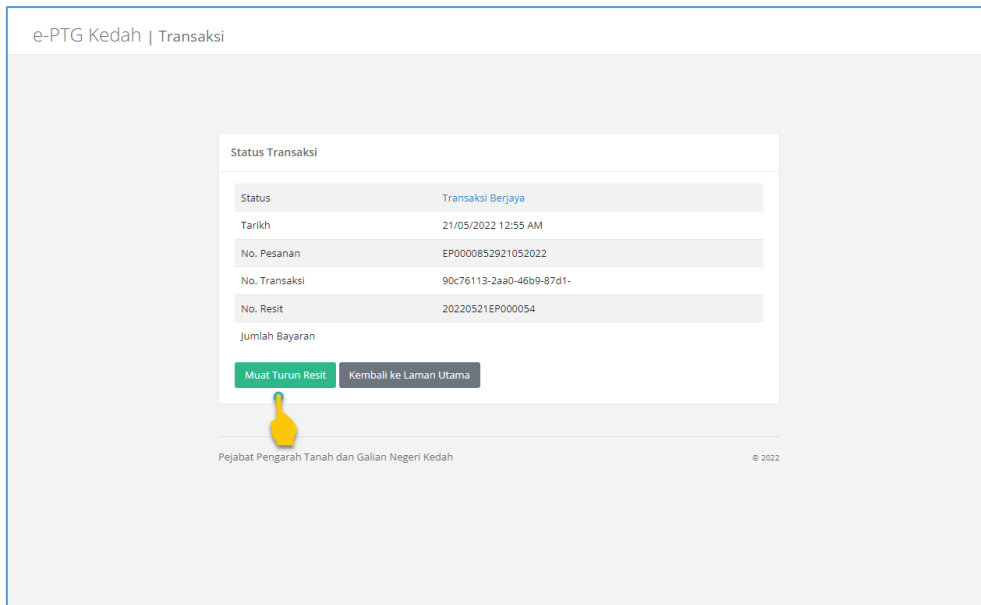 e-PTG Kedah | Transaksi
Status Transaksi
Status Transaksi Berjaya
Tarikh 21/05/2022 12:55 AM
No. Pesanan EP0000852921052022
No. Transaksi 90c76113-2aa0-46b9-87d1-
No. Resit 20220521EP000054
Jumlah Bayaran
Muat Turun Resit Kembali ke Laman Utama
Pejabat Pengarah Tanah dan Galian Negeri Kedah © 2022